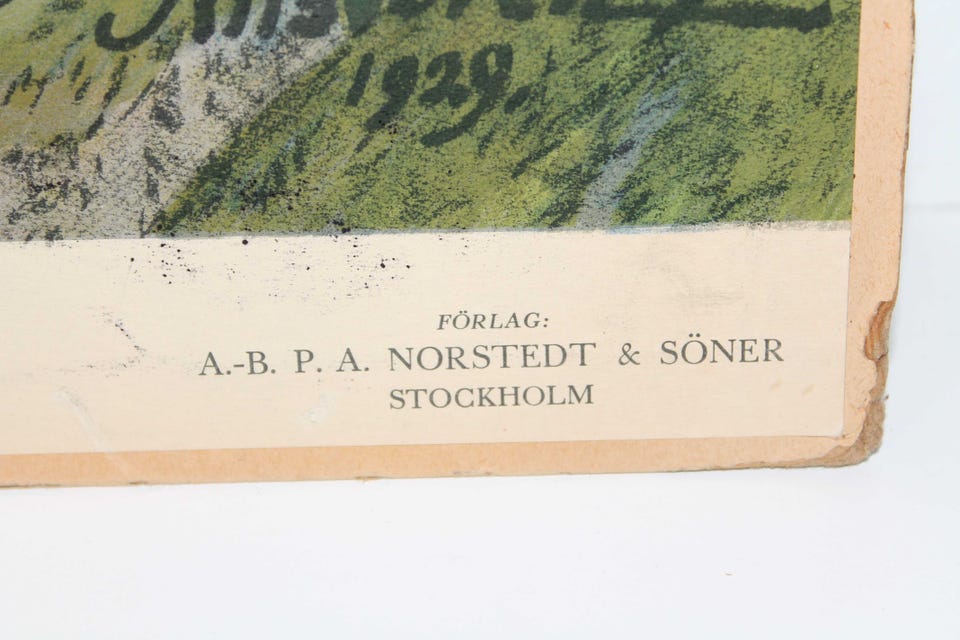 1929.
FÖRLAG:
A.-B. P. A. NORSTEDT & SÖNER
STOCKHOLM